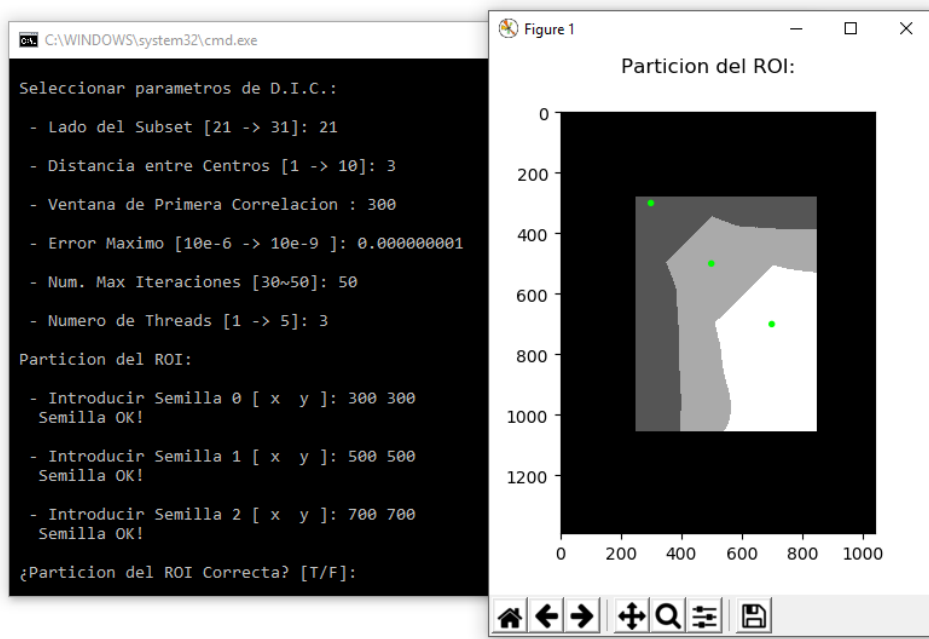 C:\WINDOWS\system32\cmd.exe
Seleccionar parametros de D.I.C.:
- Lado del Subset [21 -> 31]: 21
- Distancia entre Centros [1 -> 10]: 3
- Ventana de Primera Correlacion : 300
- Error Maximo [10e-6 -> 10e-9 ]: 0.000000001
- Num. Max Iteraciones [30~50]: 50
- Numero de Threads [1 -> 5]: 3
Particion del ROI:
- Introducir Semilla 0 [ x  y ]: 300 300
Semilla OK!
- Introducir Semilla 1 [ x  y ]: 500 500
Semilla OK!
- Introducir Semilla 2 [ x  y ]: 700 700
Semilla OK!
¿Particion del ROI Correcta? [T/F]:
Figure 1
Particion del ROI:
0
200
400
600
800
1000
1200
0 200 400 600 800 1000